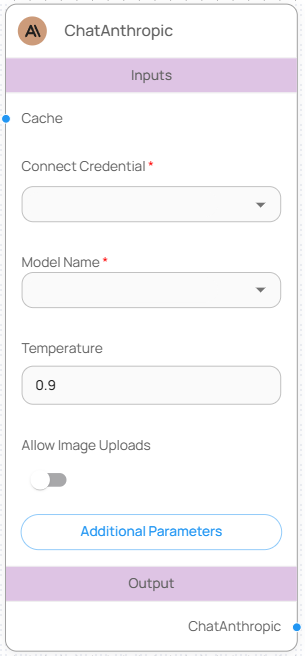 ChatAnthropic
Inputs
Cache
Connect Credential *
Model Name *
Temperature
0.9
Allow Image Uploads
Additional Parameters
Output
ChatAnthropic